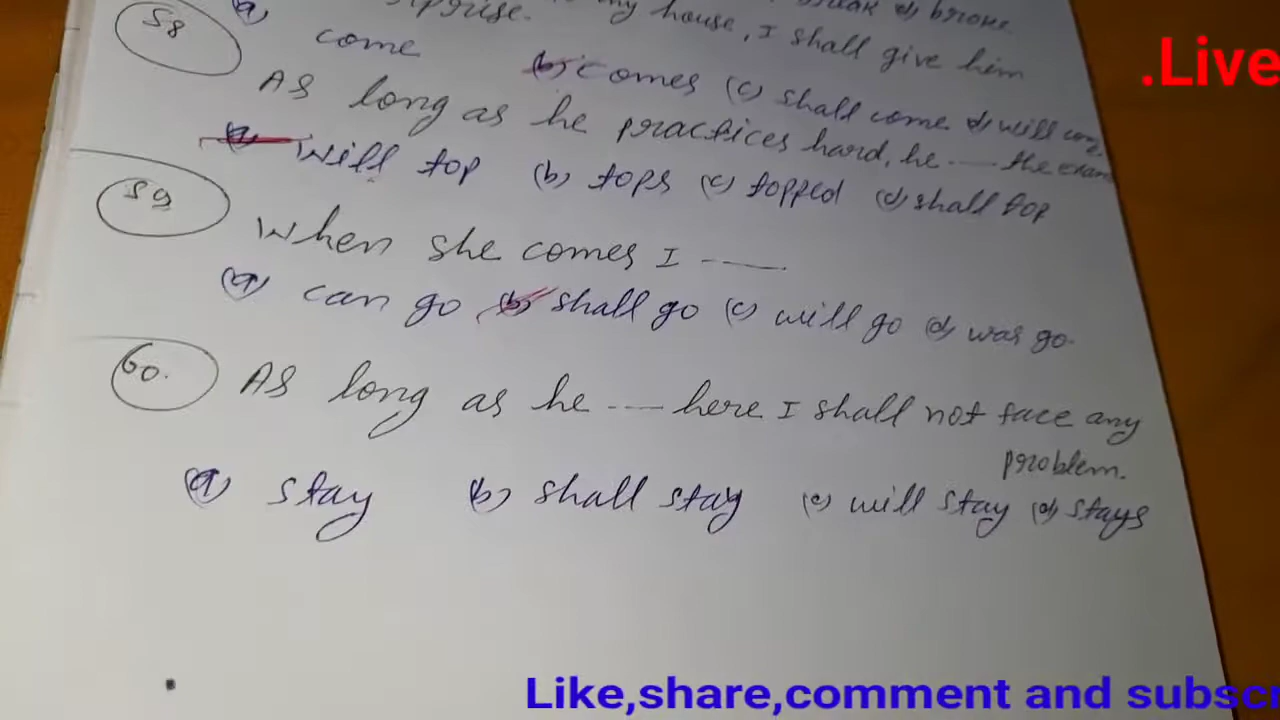 break (d) broke
my house, I shall give him
(a) come (b) comes (c) shall come (d) will come
58 As long as he practices hard, he ---- the exam
(a) will top (b) tops (c) topped (d) shall top
59 When she comes I ----
(a) can go (b) shall go (c) will go (d) was go.
60. As long as he ---- here I shall not face any
problem.
(a) stay (b) shall stay (c) will stay (d) stays
.Live
Like,share,comment and subscr